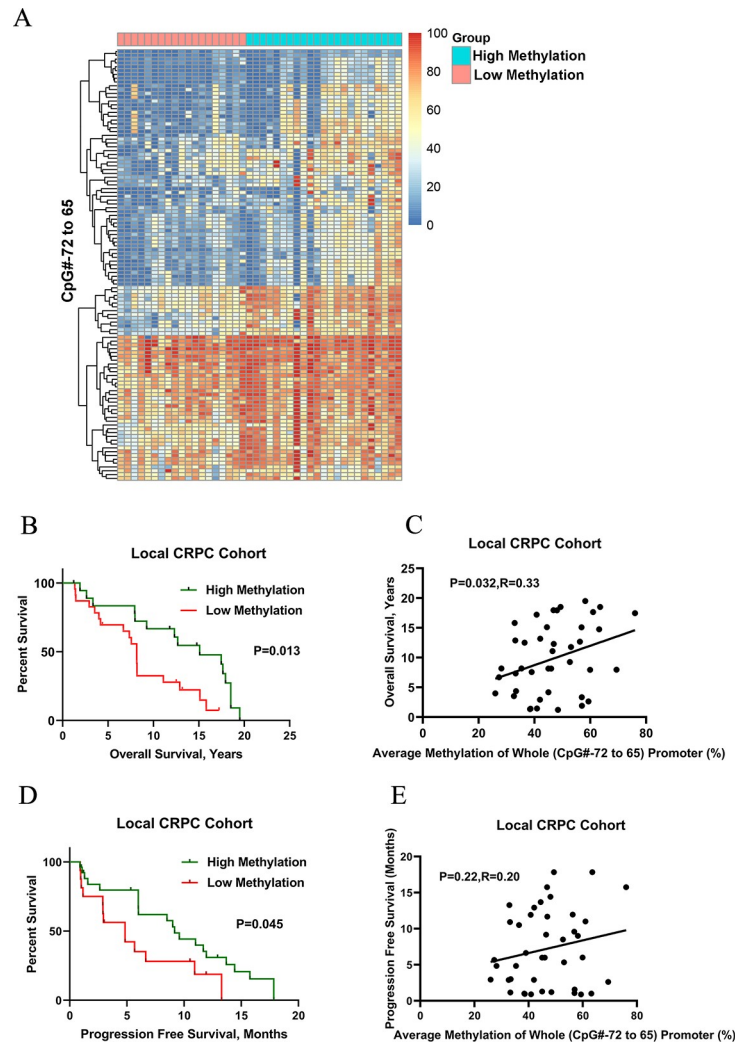 A
Group
High Methylation
Low Methylation
100
80
60
40
20
0
CpG#-72 to 65
B
Local CRPC Cohort
High Methylation
Low Methylation
P=0.013
Percent Survival
100
50
0
0 5 10 15 20 25
Overall Survival, Years
C
Local CRPC Cohort
P=0.032,R=0.33
Overall Survival, Years
25
20
15
10
5
0
0 20 40 60 80
Average Methylation of Whole (CpG#-72 to 65) Promoter (%)
D
Local CRPC Cohort
High Methylation
Low Methylation
P=0.045
Percent Survival
100
50
0
0 5 10 15 20
Progression Free Survival, Months
E
Local CRPC Cohort
P=0.22,R=0.20
Progression Free Survival (Months)
20
15
10
5
0
0 20 40 60 80
Average Methylation of Whole (CpG#-72 to 65) Promoter (%)